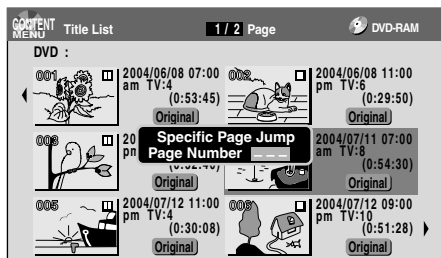 CONTENT MENU Title List 1 / 2 Page DVD-RAM
DVD :
001 2004/06/08 07:00 am TV:4 (0:53:45) Original
002 2004/06/08 11:00 pm TV:6 (0:29:50) Original
003 20 pm Original
Specific Page Jump
Page Number _ _ _
2004/07/11 07:00 am TV:8 (0:54:30) Original
005 2004/07/12 11:00 pm TV:4 (0:30:08) Original
006 2004/07/12 09:00 pm TV:10 (0:51:28) Original